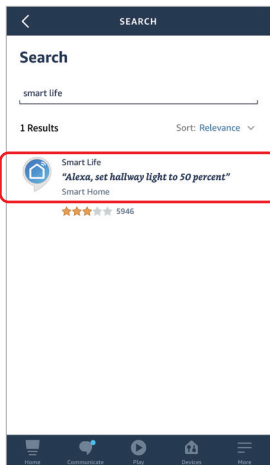 SEARCH
Search
smart life
1 Results Sort: Relevance
Smart Life
"Alexa, set hallway light to 50 percent"
Smart Home
5946
Home Communicate Play Devices More